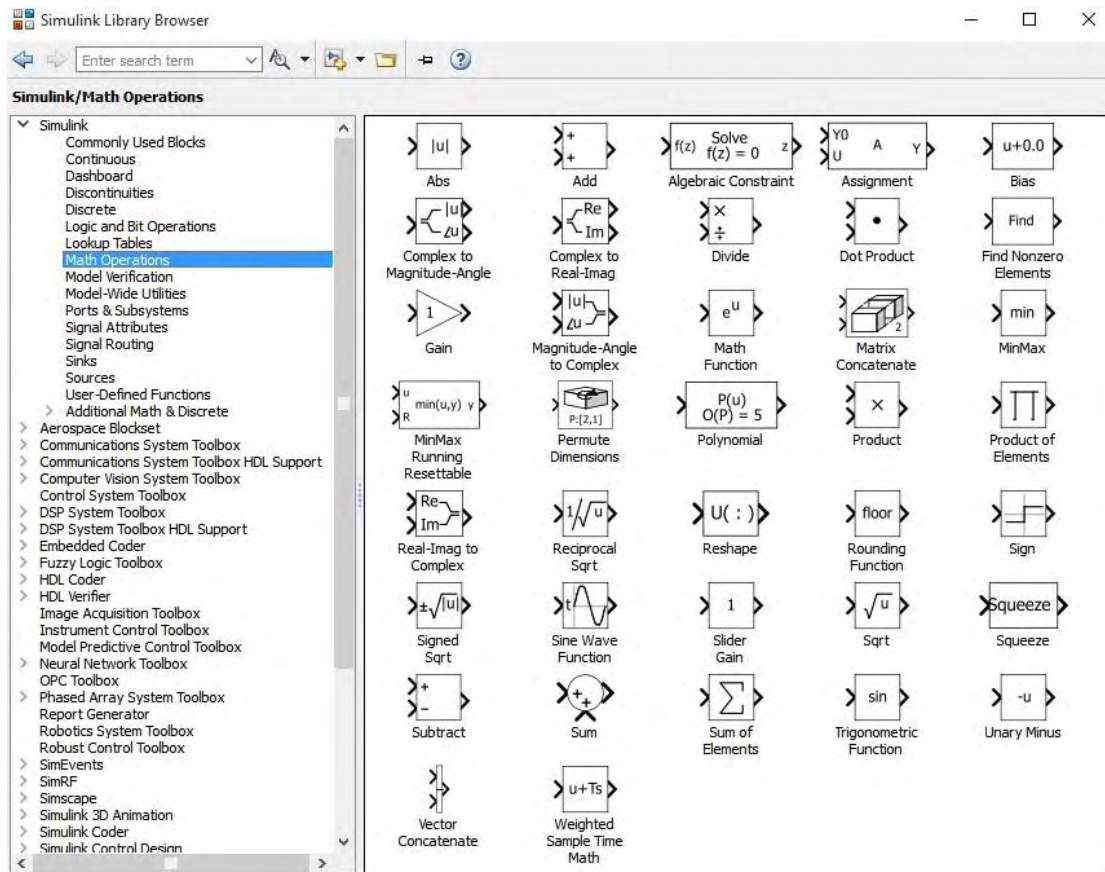 Simulink Library Browser
Enter search term
Simulink/Math Operations
Simulink
Commonly Used Blocks
Continuous
Dashboard
Discontinuities
Discrete
Logic and Bit Operations
Lookup Tables
Math Operations
Model Verification
Model-Wide Utilities
Ports & Subsystems
Signal Attributes
Signal Routing
Sinks
Sources
User-Defined Functions
Additional Math & Discrete
Aerospace Blockset
Communications System Toolbox
Communications System Toolbox HDL Support
Computer Vision System Toolbox
Control System Toolbox
DSP System Toolbox
DSP System Toolbox HDL Support
Embedded Coder
Fuzzy Logic Toolbox
HDL Coder
HDL Verifier
Image Acquisition Toolbox
Instrument Control Toolbox
Model Predictive Control Toolbox
Neural Network Toolbox
OPC Toolbox
Phased Array System Toolbox
Report Generator
Robotics System Toolbox
Robust Control Toolbox
SimEvents
SimRF
Simscape
Simulink 3D Animation
Simulink Coder
Simulink Control Design
|u|
Abs
+
+
Add
f(z) Solve z
f(z) = 0
Algebraic Constraint
Y0 A Y
U
Assignment
u+0.0
Bias
|u|
∠u
Complex to
Magnitude-Angle
Re
Im
Complex to
Real-Imag
×
÷
Divide
•
Dot Product
Find
Find Nonzero
Elements
1
Gain
|u|
∠u
Magnitude-Angle
to Complex
e^u
Math
Function
2
Matrix
Concatenate
min
MinMax
u min(u,y) y
R
MinMax
Running
Resettable
P:[2,1]
Permute
Dimensions
P(u)
O(P) = 5
Polynomial
×
Product
∏
Product of
Elements
Re
Im
Real-Imag to
Complex
1/√u
Reciprocal
Sqrt
U( : )
Reshape
floor
Rounding
Function
Sign
±√|u|
Signed
Sqrt
t
Sine Wave
Function
1
Slider
Gain
√u
Sqrt
Squeeze
Squeeze
+
−
Subtract
+
+
Sum
∑
Sum of
Elements
sin
Trigonometric
Function
-u
Unary Minus
Vector
Concatenate
u+Ts
Weighted
Sample Time
Math